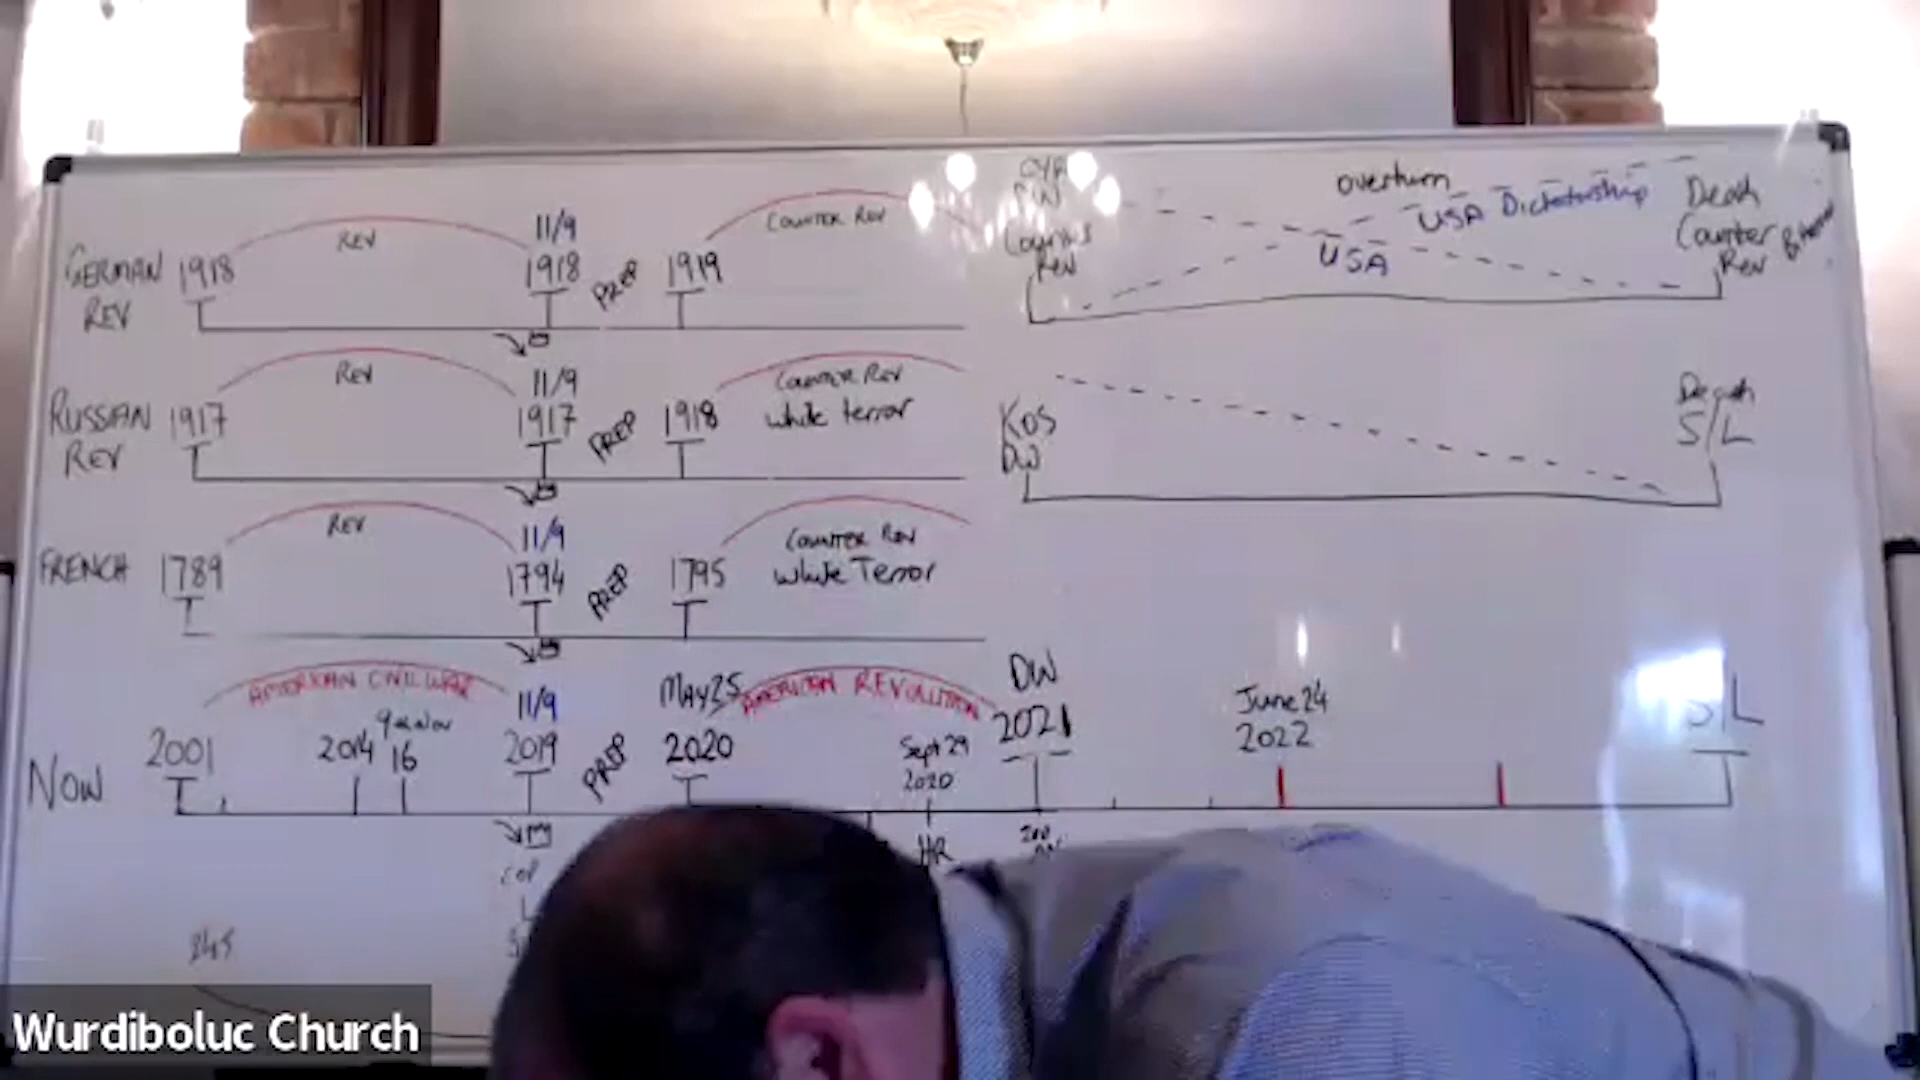 GERMAN
REV
1918
REV
11/9
1918
PREP
1919
COUNTER REV
Counter
Rev
overturn
USA Dictatorship
USA
Death
Counter
Rev
RUSSIAN
REV
1917
REV
11/9
1917
PREP
1918
COUNTER REV
white terror
KOS
DW
Death
S/L
FRENCH
1789
REV
11/9
1794
PREP
1795
COUNTER REV
White Terror
NOW
2001
AMERICAN CIVIL WAR
2014
9th Nov
16
11/9
2019
PREP
MAY 25
2020
AMERICAN REVOLUTION
Sept 29
2020
DW
2021
June 24
2022
S/L
HR
Wurdiboluc Church